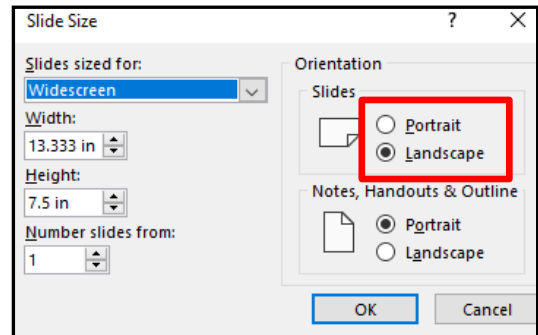 Slide Size ? X
Slides sized for:
Widescreen
Width:
13.333 in
Height:
7.5 in
Number slides from:
1
Orientation
Slides
Portrait
Landscape
Notes, Handouts & Outline
Portrait
Landscape
OK Cancel